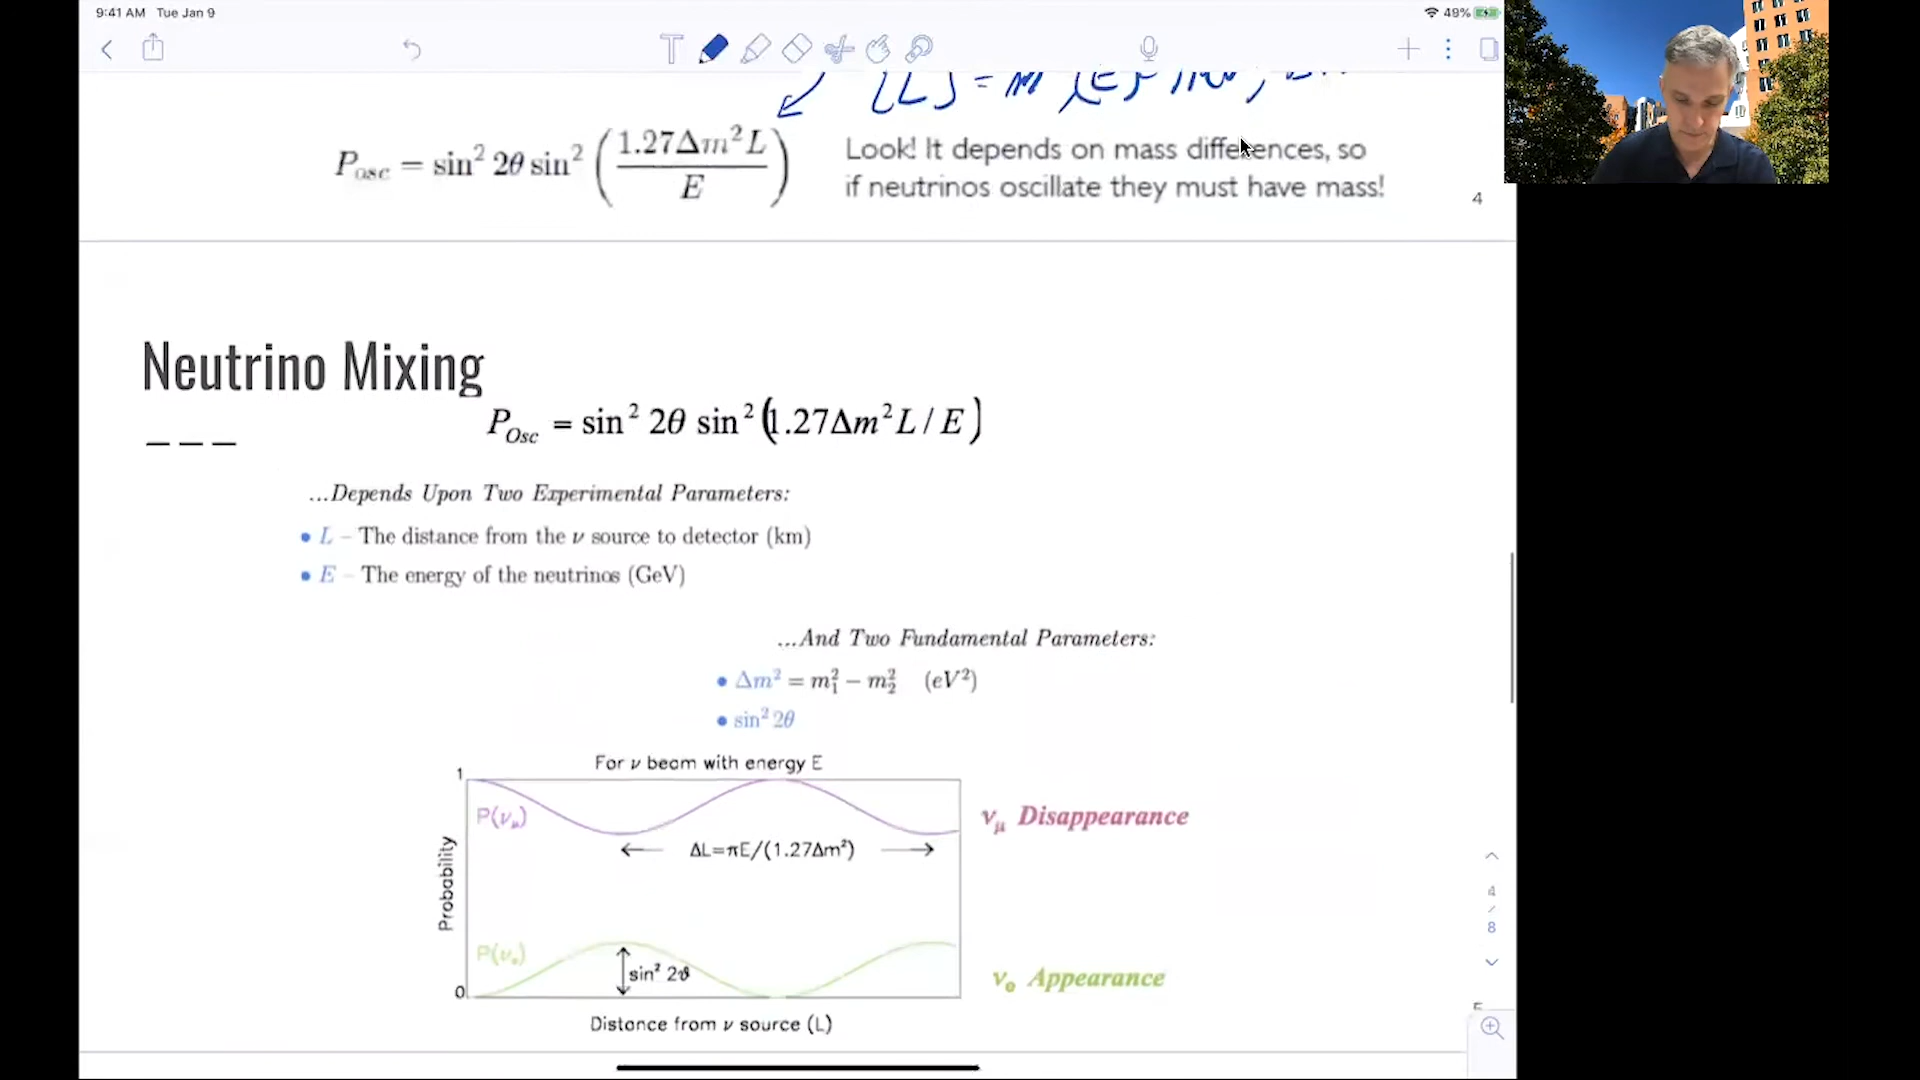 9:41 AM Tue Jan 9
49%
T
[L] = m
P_osc = sin² 2θ sin² (1.27Δm²L / E)
Look! It depends on mass differences, so
if neutrinos oscillate they must have mass!
4
Neutrino Mixing
P_Osc = sin² 2θ sin² (1.27Δm²L / E)
...Depends Upon Two Experimental Parameters:
• L – The distance from the ν source to detector (km)
• E – The energy of the neutrinos (GeV)
...And Two Fundamental Parameters:
• Δm² = m₁² − m₂² (eV²)
• sin² 2θ
For ν beam with energy E
1
P(ν_μ)
ν_μ Disappearance
ΔL=πE/(1.27Δm²)
Probability
P(ν_e)
sin² 2θ
ν_e Appearance
0
Distance from ν source (L)
4
/
8
5